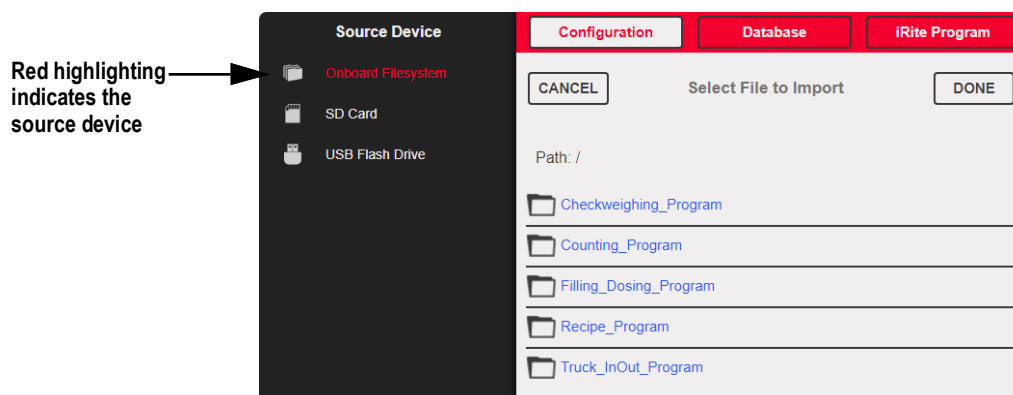 Source Device
Configuration
Database
iRite Program
Red highlighting
indicates the
source device
Onboard Filesystem
SD Card
USB Flash Drive
CANCEL
Select File to Import
DONE
Path: /
Checkweighing_Program
Counting_Program
Filling_Dosing_Program
Recipe_Program
Truck_InOut_Program